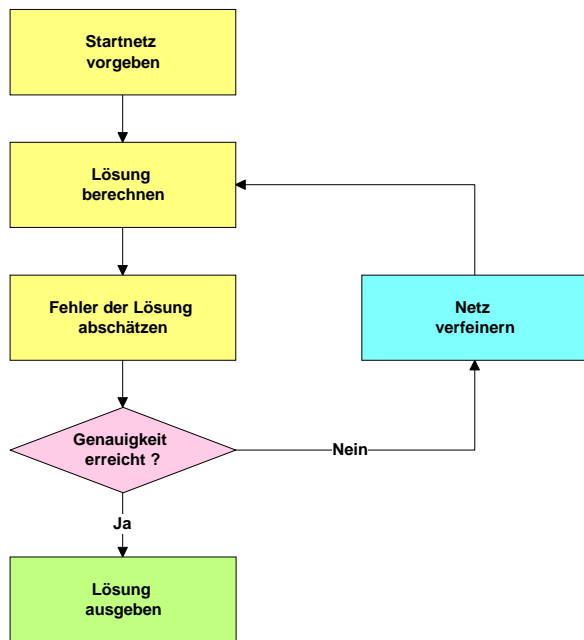 Startnetz
vorgeben
Lösung
berechnen
Fehler der Lösung
abschätzen
Netz
verfeinern
Genauigkeit
erreicht ?
Nein
Ja
Lösung
ausgeben